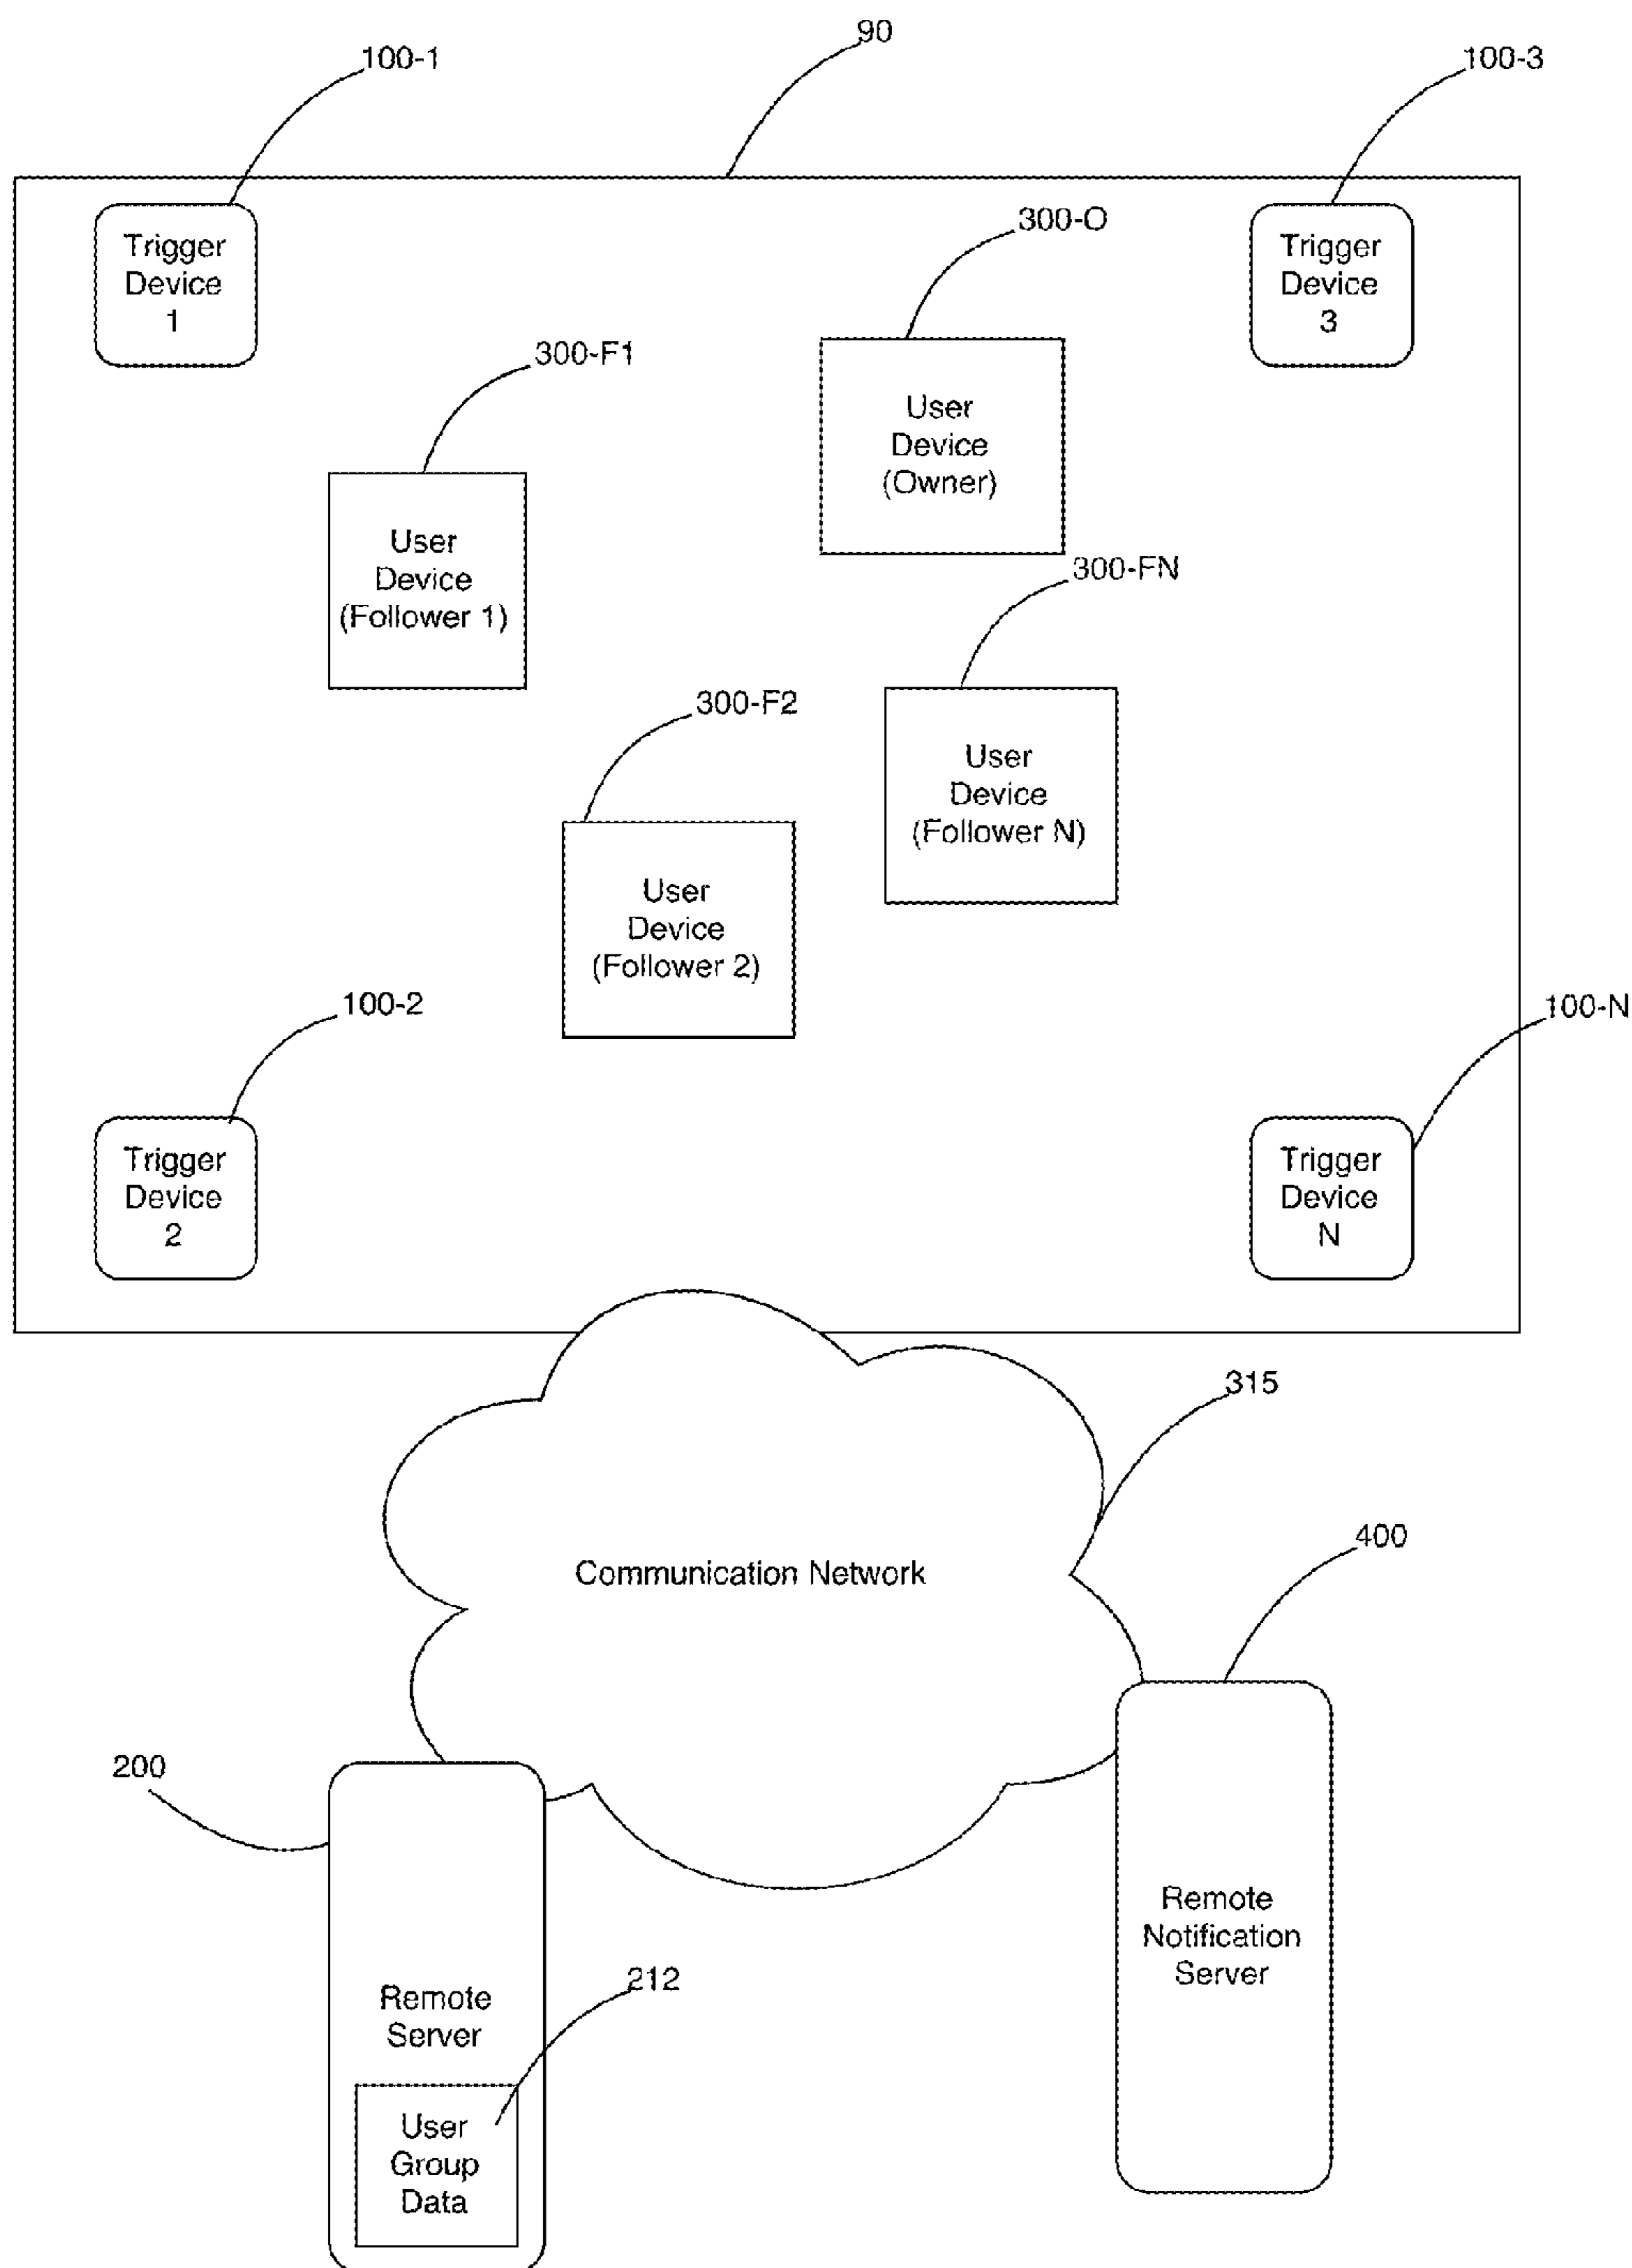 90
100-1
100-3
300-O
Trigger
Device
1
Trigger
Device
3
300-F1
User
Device
(Owner)
User
Device
(Follower 1)
300-FN
300-F2
User
Device
(Follower N)
User
Device
(Follower 2)
100-2
100-N
Trigger
Device
2
Trigger
Device
N
315
400
Communication Network
200
Remote
Notification
Server
212
Remote
Server
User
Group
Data